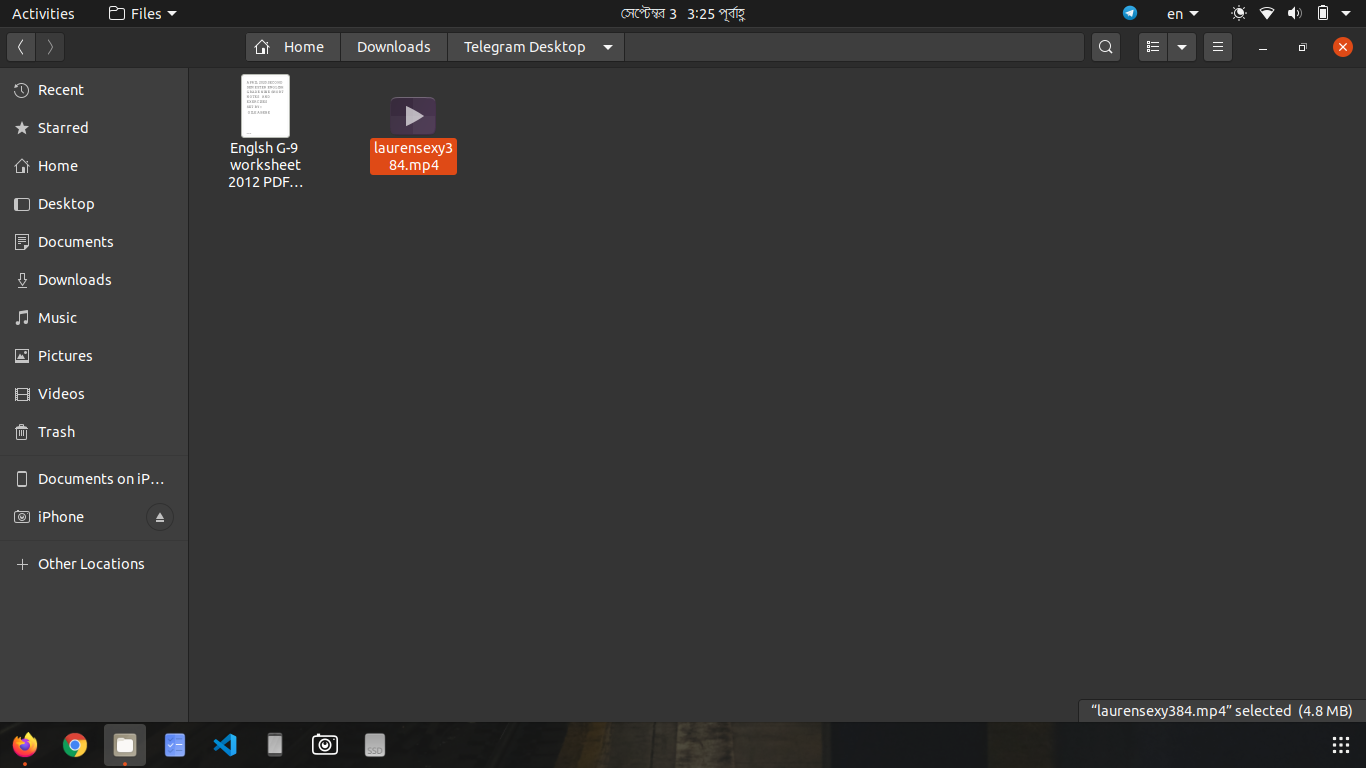 Activities
Files
সেপ্টেম্বর 3 3:25 পূর্বাহ্ণ
en
Home
Downloads
Telegram Desktop
Recent
Starred
Home
Desktop
Documents
Downloads
Music
Pictures
Videos
Trash
Documents on iP…
iPhone
Other Locations
Englsh G-9
worksheet
2012 PDF…
laurensexy3
84.mp4
“laurensexy384.mp4” selected (4.8 MB)
SSD